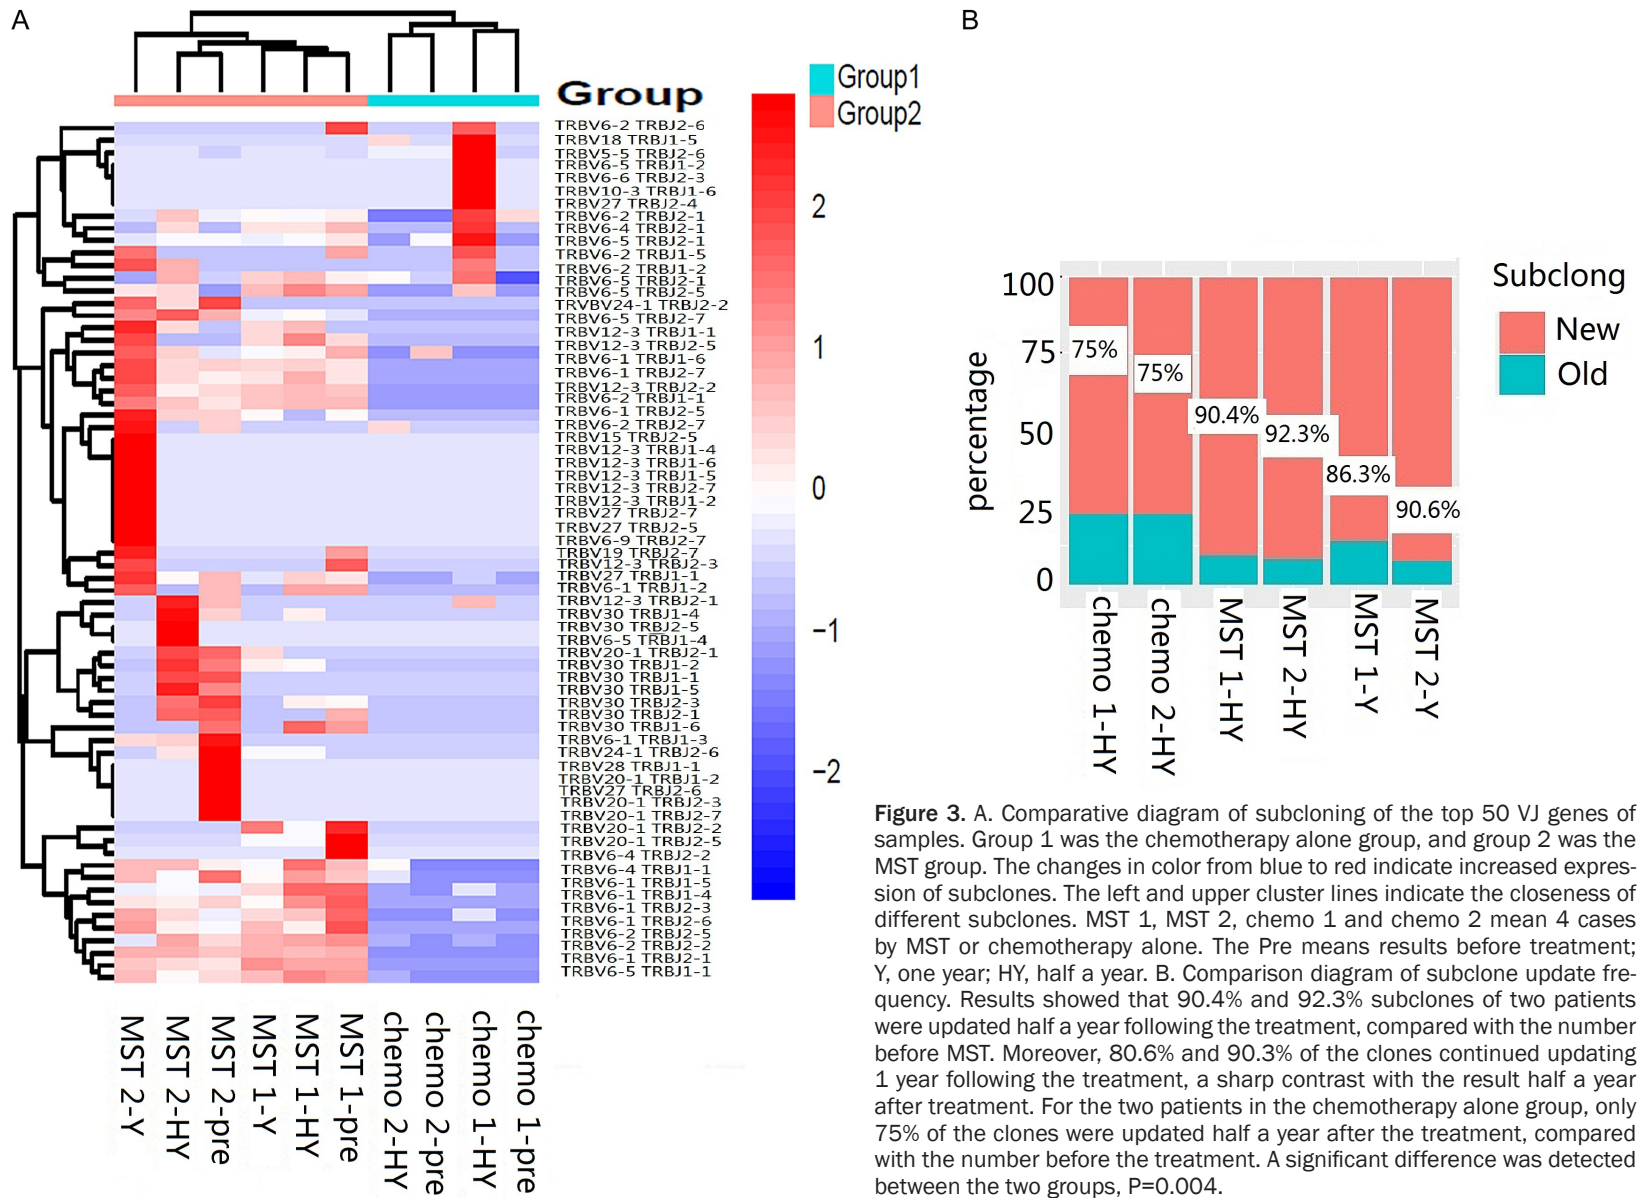 A
Group
Group1
Group2
2
1
0
−1
−2
TRBV6-2 TRBJ2-6
TRBV18 TRBJ1-5
TRBV5-5 TRBJ2-6
TRBV6-5 TRBJ1-2
TRBV6-6 TRBJ2-3
TRBV10-3 TRBJ1-6
TRBV27 TRBJ2-4
TRBV6-2 TRBJ2-1
TRBV6-4 TRBJ2-1
TRBV6-5 TRBJ2-1
TRBV6-2 TRBJ1-5
TRBV6-2 TRBJ1-2
TRBV6-5 TRBJ2-1
TRBV6-5 TRBJ2-5
TRVBV24-1 TRBJ2-2
TRBV6-5 TRBJ2-7
TRBV12-3 TRBJ1-1
TRBV12-3 TRBJ2-5
TRBV6-1 TRBJ1-6
TRBV6-1 TRBJ2-7
TRBV12-3 TRBJ2-2
TRBV6-2 TRBJ1-1
TRBV6-1 TRBJ2-5
TRBV6-2 TRBJ2-7
TRBV15 TRBJ2-5
TRBV12-3 TRBJ1-4
TRBV12-3 TRBJ1-6
TRBV12-3 TRBJ1-5
TRBV12-3 TRBJ2-7
TRBV12-3 TRBJ1-2
TRBV27 TRBJ2-7
TRBV27 TRBJ2-5
TRBV6-9 TRBJ2-7
TRBV19 TRBJ2-7
TRBV12-3 TRBJ2-3
TRBV27 TRBJ1-1
TRBV6-1 TRBJ1-2
TRBV12-3 TRBJ2-1
TRBV30 TRBJ1-4
TRBV30 TRBJ2-5
TRBV6-5 TRBJ1-4
TRBV20-1 TRBJ2-1
TRBV30 TRBJ1-2
TRBV30 TRBJ1-1
TRBV30 TRBJ1-5
TRBV30 TRBJ2-3
TRBV30 TRBJ2-1
TRBV30 TRBJ1-6
TRBV6-1 TRBJ1-3
TRBV24-1 TRBJ2-6
TRBV28 TRBJ1-1
TRBV20-1 TRBJ1-2
TRBV27 TRBJ2-6
TRBV20-1 TRBJ2-3
TRBV20-1 TRBJ2-7
TRBV20-1 TRBJ2-2
TRBV20-1 TRBJ2-5
TRBV6-4 TRBJ2-2
TRBV6-4 TRBJ1-1
TRBV6-1 TRBJ1-5
TRBV6-1 TRBJ1-4
TRBV6-1 TRBJ2-3
TRBV6-1 TRBJ2-6
TRBV6-2 TRBJ2-5
TRBV6-2 TRBJ2-2
TRBV6-1 TRBJ2-1
TRBV6-5 TRBJ1-1
MST 2-Y
MST 2-HY
MST 2-pre
MST 1-Y
MST 1-HY
MST 1-pre
chemo 2-HY
chemo 2-pre
chemo 1-HY
chemo 1-pre
B
percentage
100
75
50
25
0
75%
75%
90.4%
92.3%
86.3%
90.6%
chemo 1-HY
chemo 2-HY
MST 1-HY
MST 2-HY
MST 1-Y
MST 2-Y
Subclong
New
Old
Figure 3. A. Comparative diagram of subcloning of the top 50 VJ genes of
samples. Group 1 was the chemotherapy alone group, and group 2 was the
MST group. The changes in color from blue to red indicate increased expres-
sion of subclones. The left and upper cluster lines indicate the closeness of
different subclones. MST 1, MST 2, chemo 1 and chemo 2 mean 4 cases
by MST or chemotherapy alone. The Pre means results before treatment;
Y, one year; HY, half a year. B. Comparison diagram of subclone update fre-
quency. Results showed that 90.4% and 92.3% subclones of two patients
were updated half a year following the treatment, compared with the number
before MST. Moreover, 80.6% and 90.3% of the clones continued updating
1 year following the treatment, a sharp contrast with the result half a year
after treatment. For the two patients in the chemotherapy alone group, only
75% of the clones were updated half a year after the treatment, compared
with the number before the treatment. A significant difference was detected
between the two groups, P=0.004.